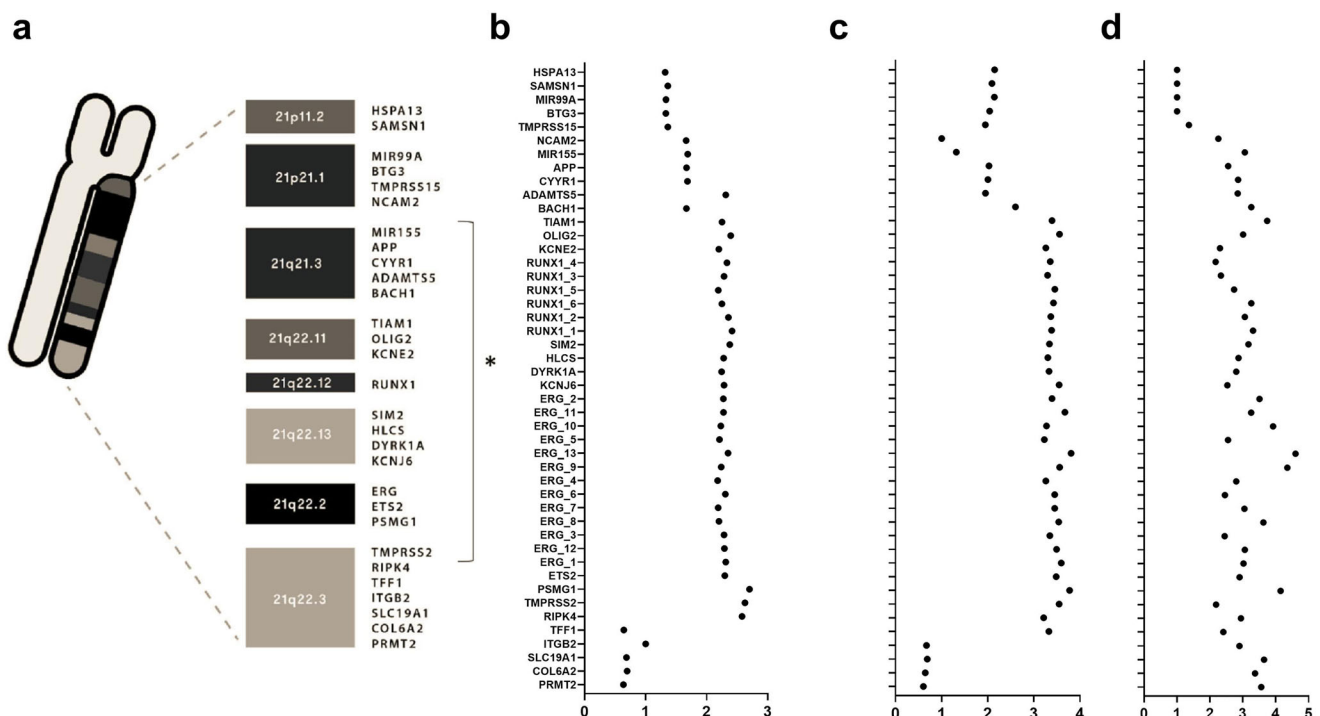 a
21p11.2
HSPA13
SAMSN1
21p21.1
MIR99A
BTG3
TMPRSS15
NCAM2
21q21.3
MIR155
APP
CYYR1
ADAMTS5
BACH1
21q22.11
TIAM1
OLIG2
KCNE2
21q22.12
RUNX1
21q22.13
SIM2
HLCS
DYRK1A
KCNJ6
21q22.2
ERG
ETS2
PSMG1
21q22.3
TMPRSS2
RIPK4
TFF1
ITGB2
SLC19A1
COL6A2
PRMT2
*
b
HSPA13
SAMSN1
MIR99A
BTG3
TMPRSS15
NCAM2
MIR155
APP
CYYR1
ADAMTS5
BACH1
TIAM1
OLIG2
KCNE2
RUNX1_4
RUNX1_3
RUNX1_5
RUNX1_6
RUNX1_2
RUNX1_1
SIM2
HLCS
DYRK1A
KCNJ6
ERG_2
ERG_11
ERG_10
ERG_5
ERG_13
ERG_9
ERG_4
ERG_6
ERG_7
ERG_8
ERG_3
ERG_12
ERG_1
ETS2
PSMG1
TMPRSS2
RIPK4
TFF1
ITGB2
SLC19A1
COL6A2
PRMT2
0 1 2 3
c
0 1 2 3 4
d
0 1 2 3 4 5